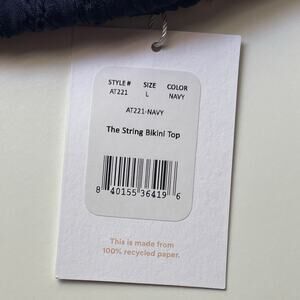 STYLE # SIZE COLOR
AT221 L NAVY
AT221-NAVY
The String Bikini Top
8 40155 36419 6
This is made from
100% recycled paper.